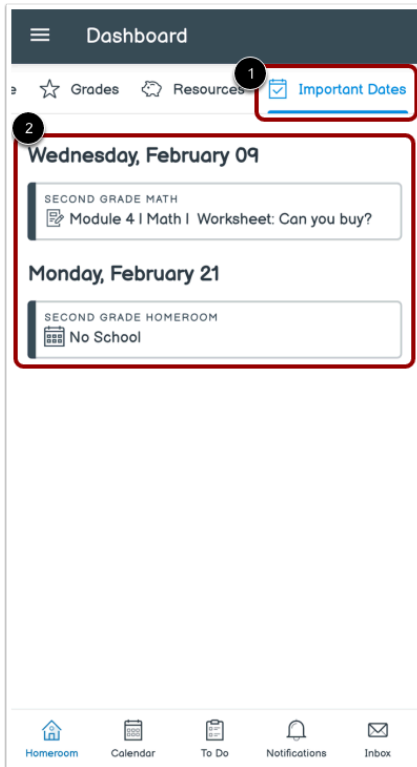 Dashboard
e Grades Resources 1 Important Dates
2
Wednesday, February 09
SECOND GRADE MATH
Module 4 | Math | Worksheet: Can you buy?
Monday, February 21
SECOND GRADE HOMEROOM
No School
Homeroom Calendar To Do Notifications Inbox